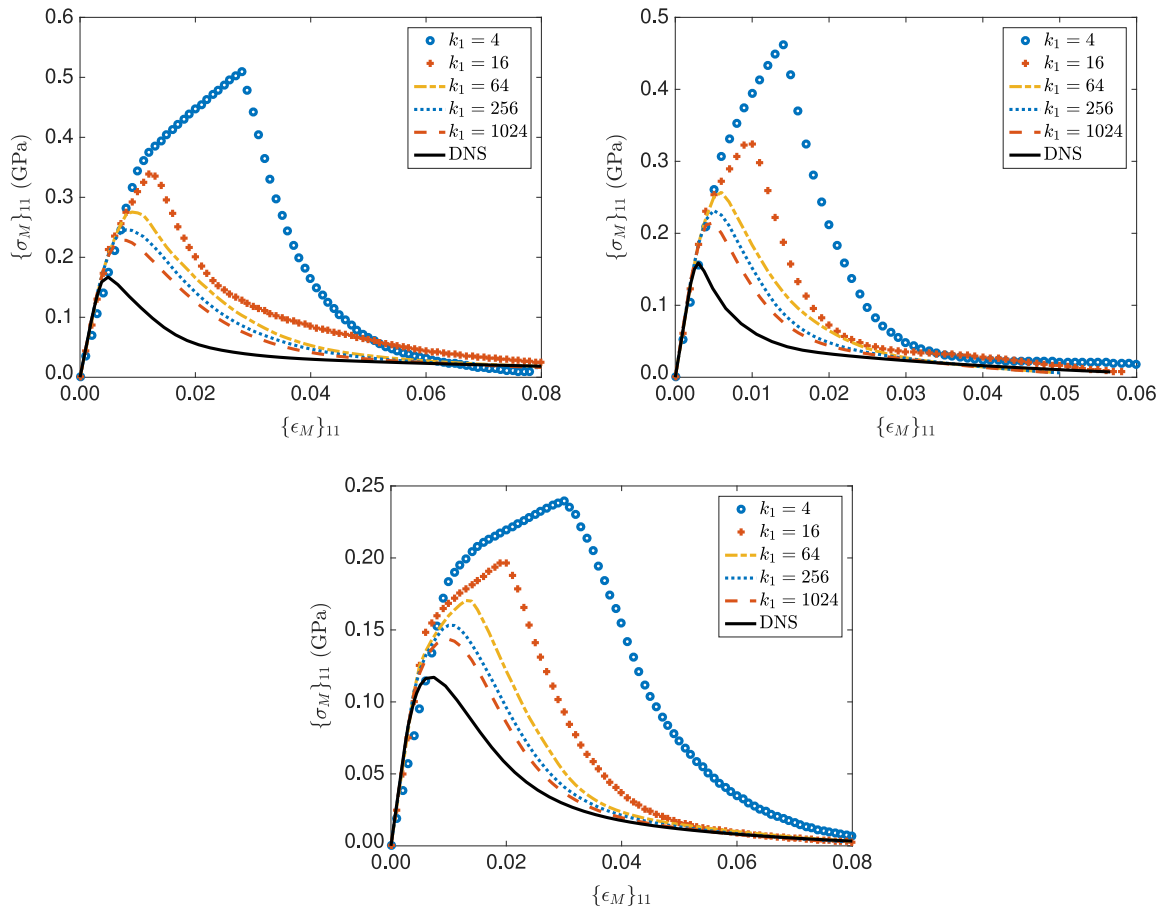 0.6
0.5
0.4
0.3
0.2
0.1
0.0
{σ_M}_11 (GPa)
0.00 0.02 0.04 0.06 0.08
{ϵ_M}_11
k_1 = 4
k_1 = 16
k_1 = 64
k_1 = 256
k_1 = 1024
DNS
0.5
0.4
0.3
0.2
0.1
0.0
{σ_M}_11 (GPa)
0.00 0.01 0.02 0.03 0.04 0.05 0.06
{ϵ_M}_11
k_1 = 4
k_1 = 16
k_1 = 64
k_1 = 256
k_1 = 1024
DNS
0.25
0.20
0.15
0.10
0.05
0.00
{σ_M}_11 (GPa)
0.00 0.02 0.04 0.06 0.08
{ϵ_M}_11
k_1 = 4
k_1 = 16
k_1 = 64
k_1 = 256
k_1 = 1024
DNS